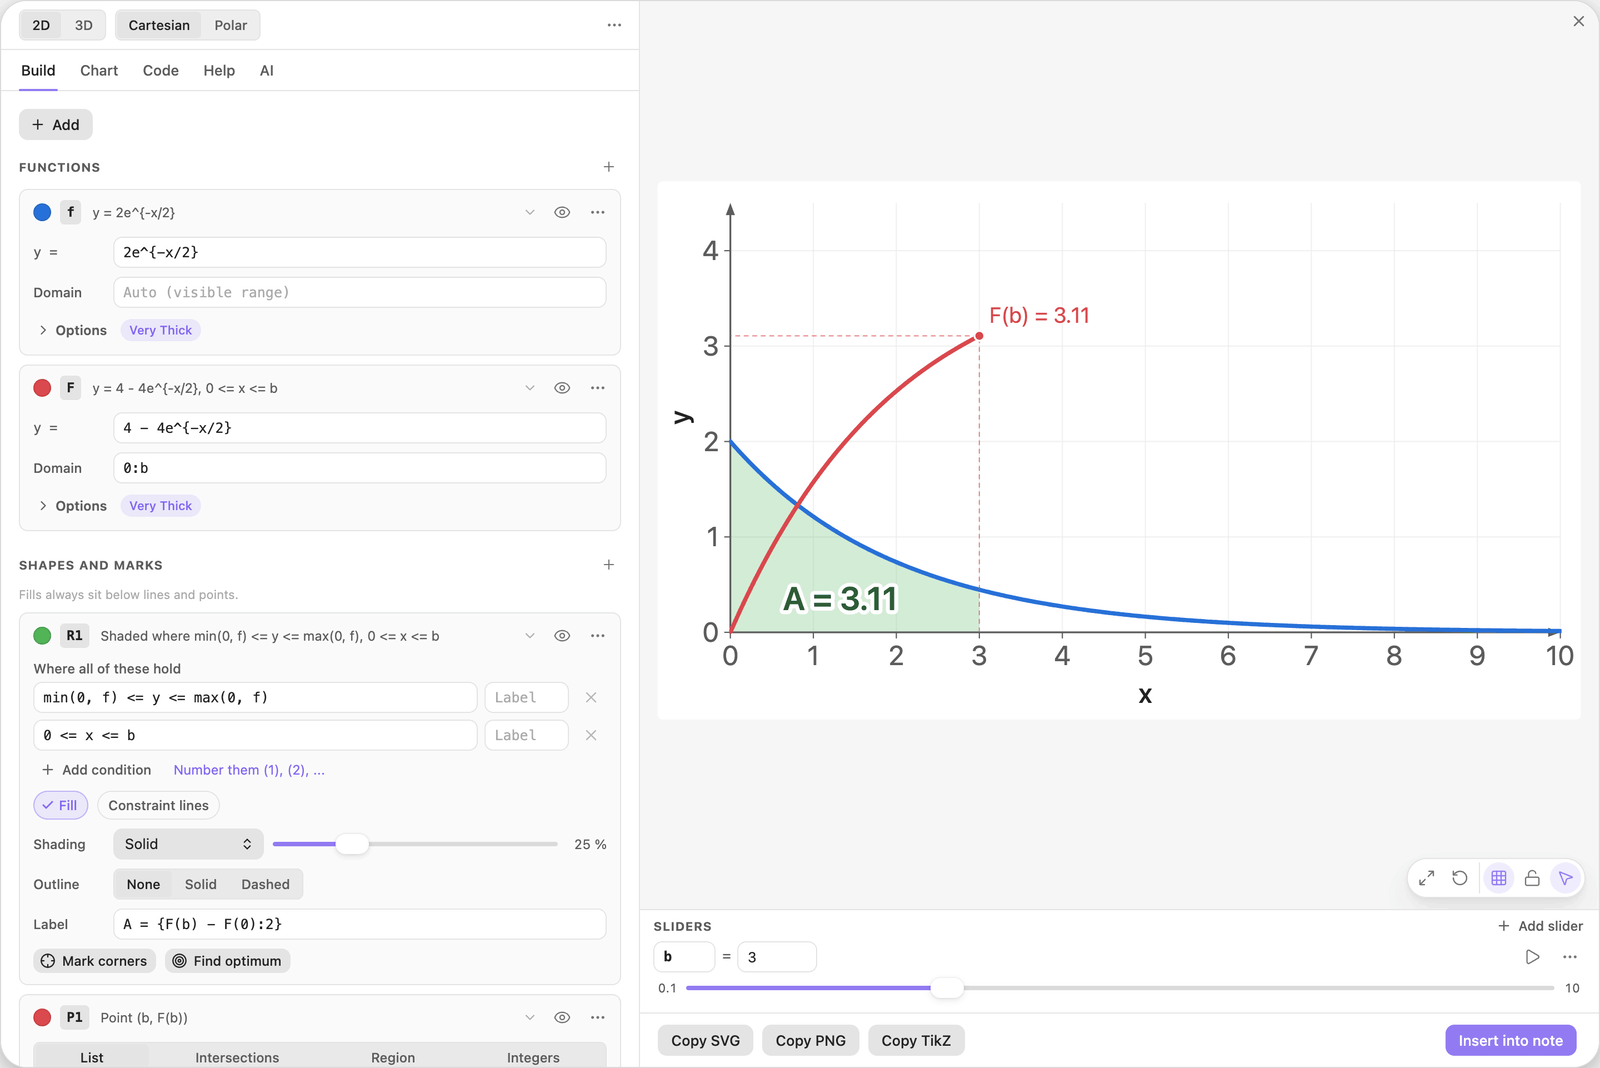 2D 3D Cartesian Polar
Build Chart Code Help AI
+ Add
FUNCTIONS
f y = 2e^{-x/2}
y = 2e^{−x/2}
Domain Auto (visible range)
Options Very Thick
F y = 4 - 4e^{-x/2}, 0 <= x <= b
y = 4 − 4e^{−x/2}
Domain 0:b
Options Very Thick
SHAPES AND MARKS
Fills always sit below lines and points.
R1 Shaded where min(0, f) <= y <= max(0, f), 0 <= x <= b
Where all of these hold
min(0, f) <= y <= max(0, f) Label
0 <= x <= b Label
+ Add condition Number them (1), (2), ...
Fill Constraint lines
Shading Solid 25 %
Outline None Solid Dashed
Label A = {F(b) − F(0):2}
Mark corners Find optimum
P1 Point (b, F(b))
List Intersections Region Integers
4
3
2
1
0
y
F(b) = 3.11
A = 3.11
0 1 2 3 4 5 6 7 8 9 10
x
SLIDERS + Add slider
b = 3
0.1 10
Copy SVG Copy PNG Copy TikZ Insert into note